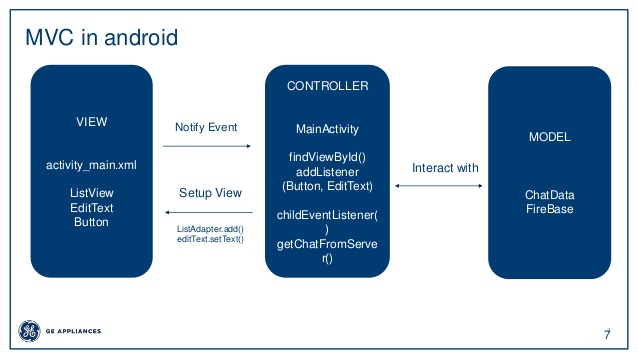 MVC in android
VIEW
activity_main.xml
ListView
EditText
Button
Notify Event
Setup View
ListAdapter.add()
editText.setText()
CONTROLLER
MainActivity
findViewById()
addListener
(Button, EditText)
childEventListener(
)
getChatFromServe
r()
Interact with
MODEL
ChatData
FireBase
GE APPLIANCES
7